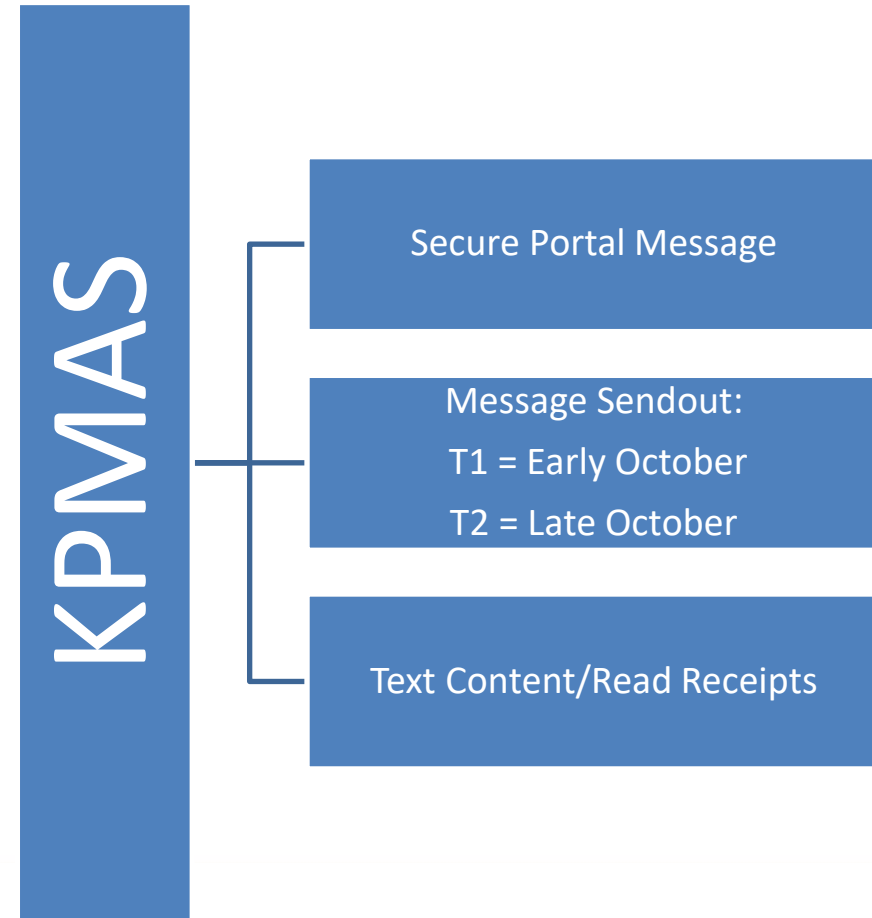 KPMAS
Secure Portal Message
Message Sendout:
T1 = Early October
T2 = Late October
Text Content/Read Receipts